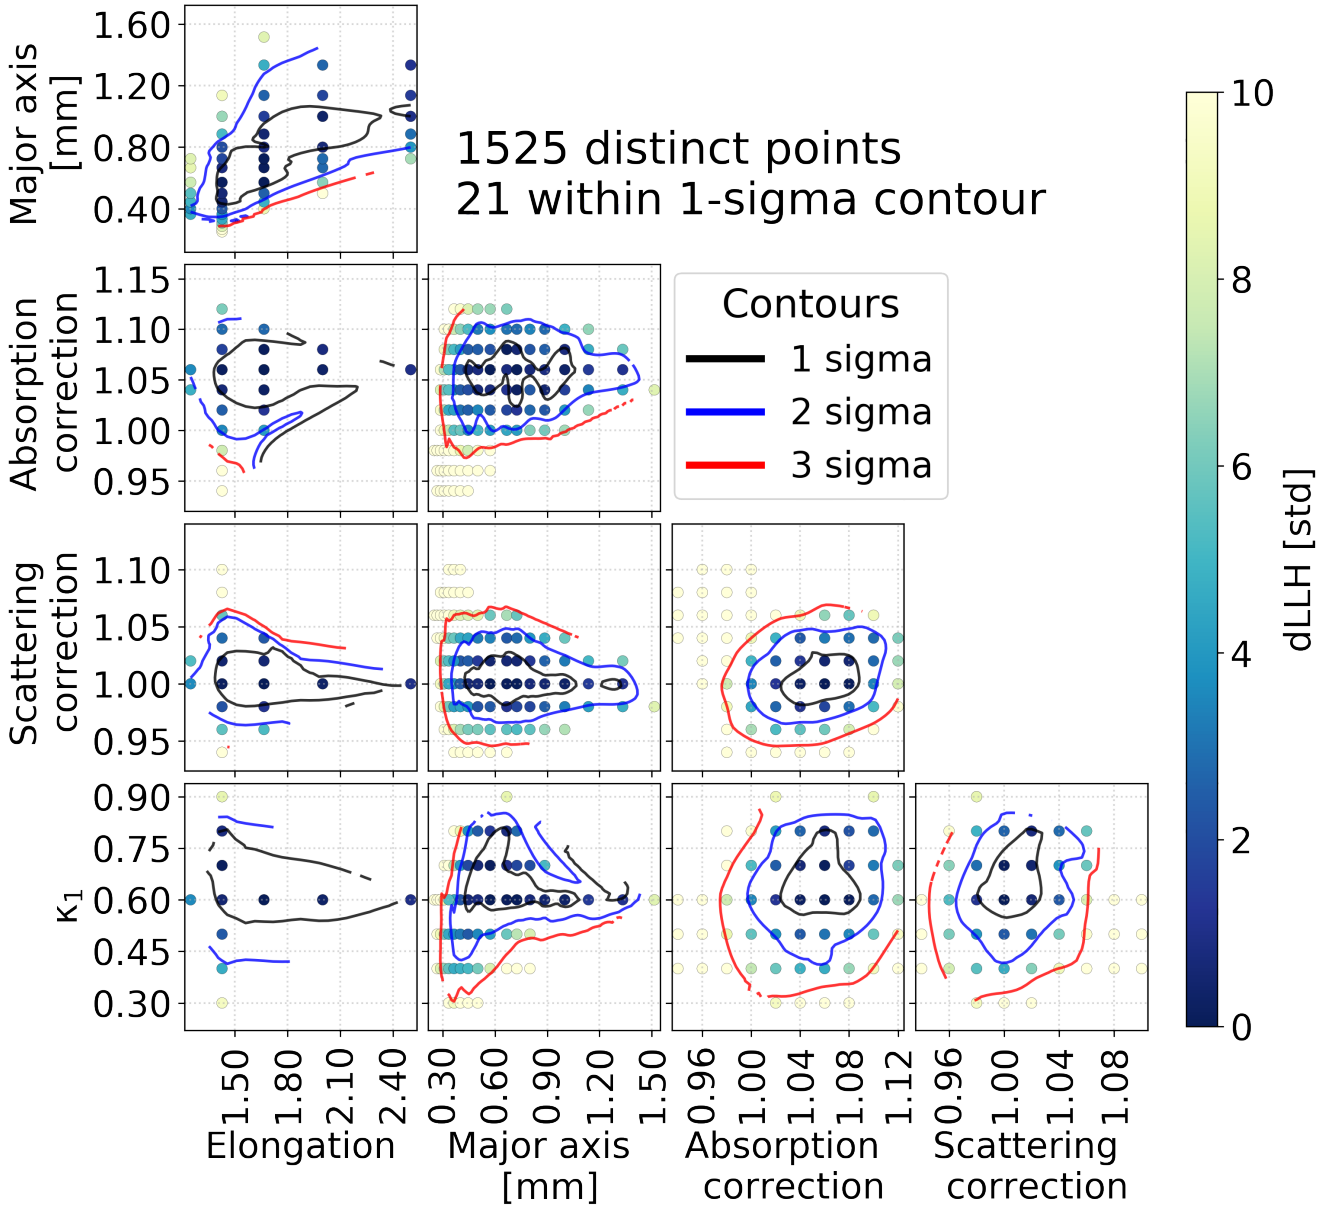 1.60
1.20
0.80
0.40
Major axis
[mm]
1525 distinct points
21 within 1-sigma contour
1.15
1.10
1.05
1.00
0.95
Absorption
correction
Contours
1 sigma
2 sigma
3 sigma
1.10
1.05
1.00
0.95
Scattering
correction
0.90
0.75
0.60
0.45
0.30
κ1
1.50
1.80
2.10
2.40
Elongation
0.30
0.60
0.90
1.20
1.50
Major axis
[mm]
0.96
1.00
1.04
1.08
1.12
Absorption
correction
0.96
1.00
1.04
1.08
Scattering
correction
10
8
6
4
2
0
dLLH [std]